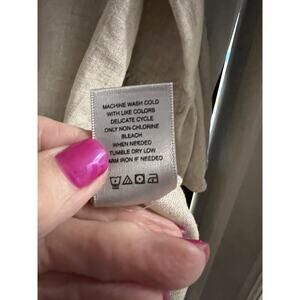 MACHINE WASH COLD
WITH LIKE COLORS
DELICATE CYCLE
ONLY NON-CHLORINE
BLEACH
WHEN NEEDED
TUMBLE DRY LOW
ARM IRON IF NEEDED